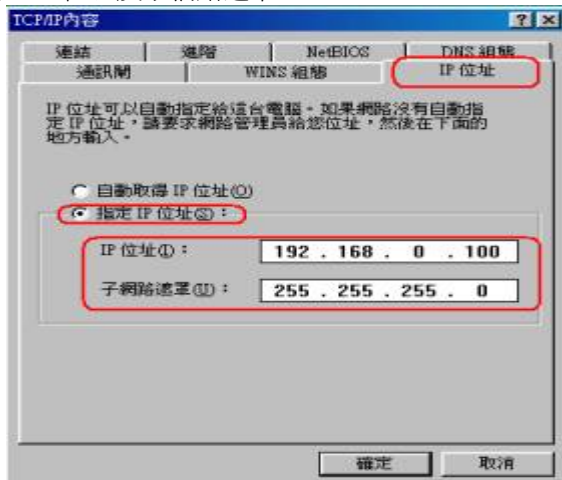 TCP/IP內容
連結 進階 NetBIOS DNS 組態
通訊閘 WINS 組態 IP 位址
IP 位址可以自動指定給這台電腦。如果網路沒有自動指
定 IP 位址，請要求網路管理員給您位址，然後在下面的
地方輸入。
自動取得 IP 位址(O)
指定 IP 位址(S)：
IP 位址(I)： 192 . 168 . 0 . 100
子網路遮罩(U)： 255 . 255 . 255 . 0
確定 取消